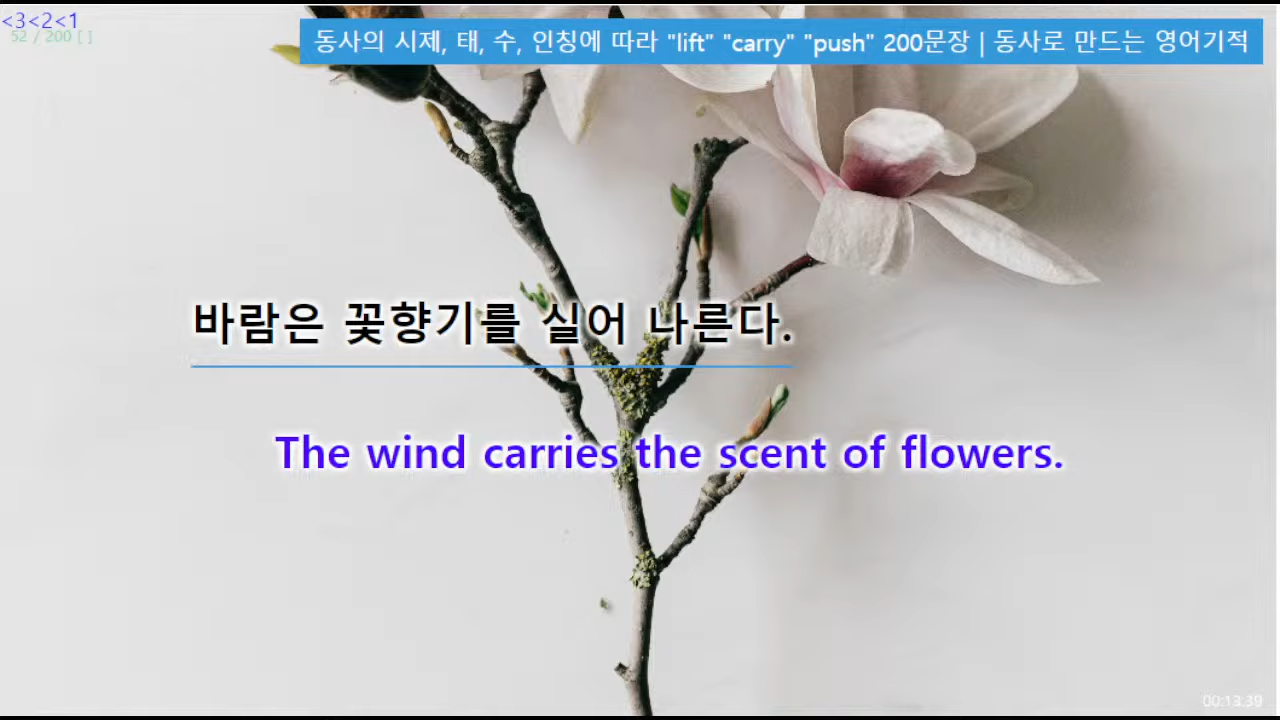 <3<2<1
52 / 200 [ ]
동사의 시제, 태, 수, 인칭에 따라 "lift" "carry" "push" 200문장 | 동사로 만드는 영어기적
바람은 꽃향기를 실어 나른다.
The wind carries the scent of flowers.
00:13:39